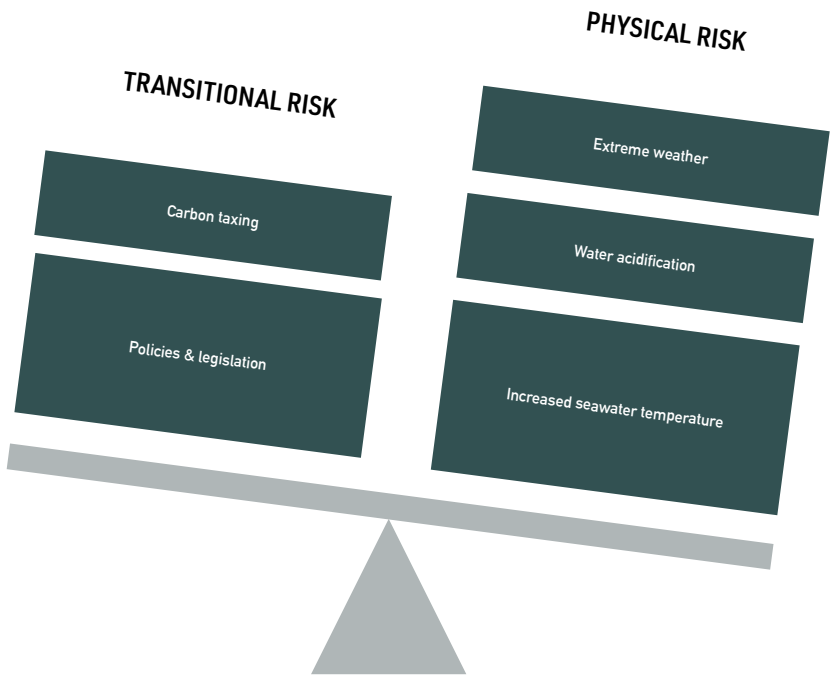 TRANSITIONAL RISK
Carbon taxing
Policies & legislation
PHYSICAL RISK
Extreme weather
Water acidification
Increased seawater temperature